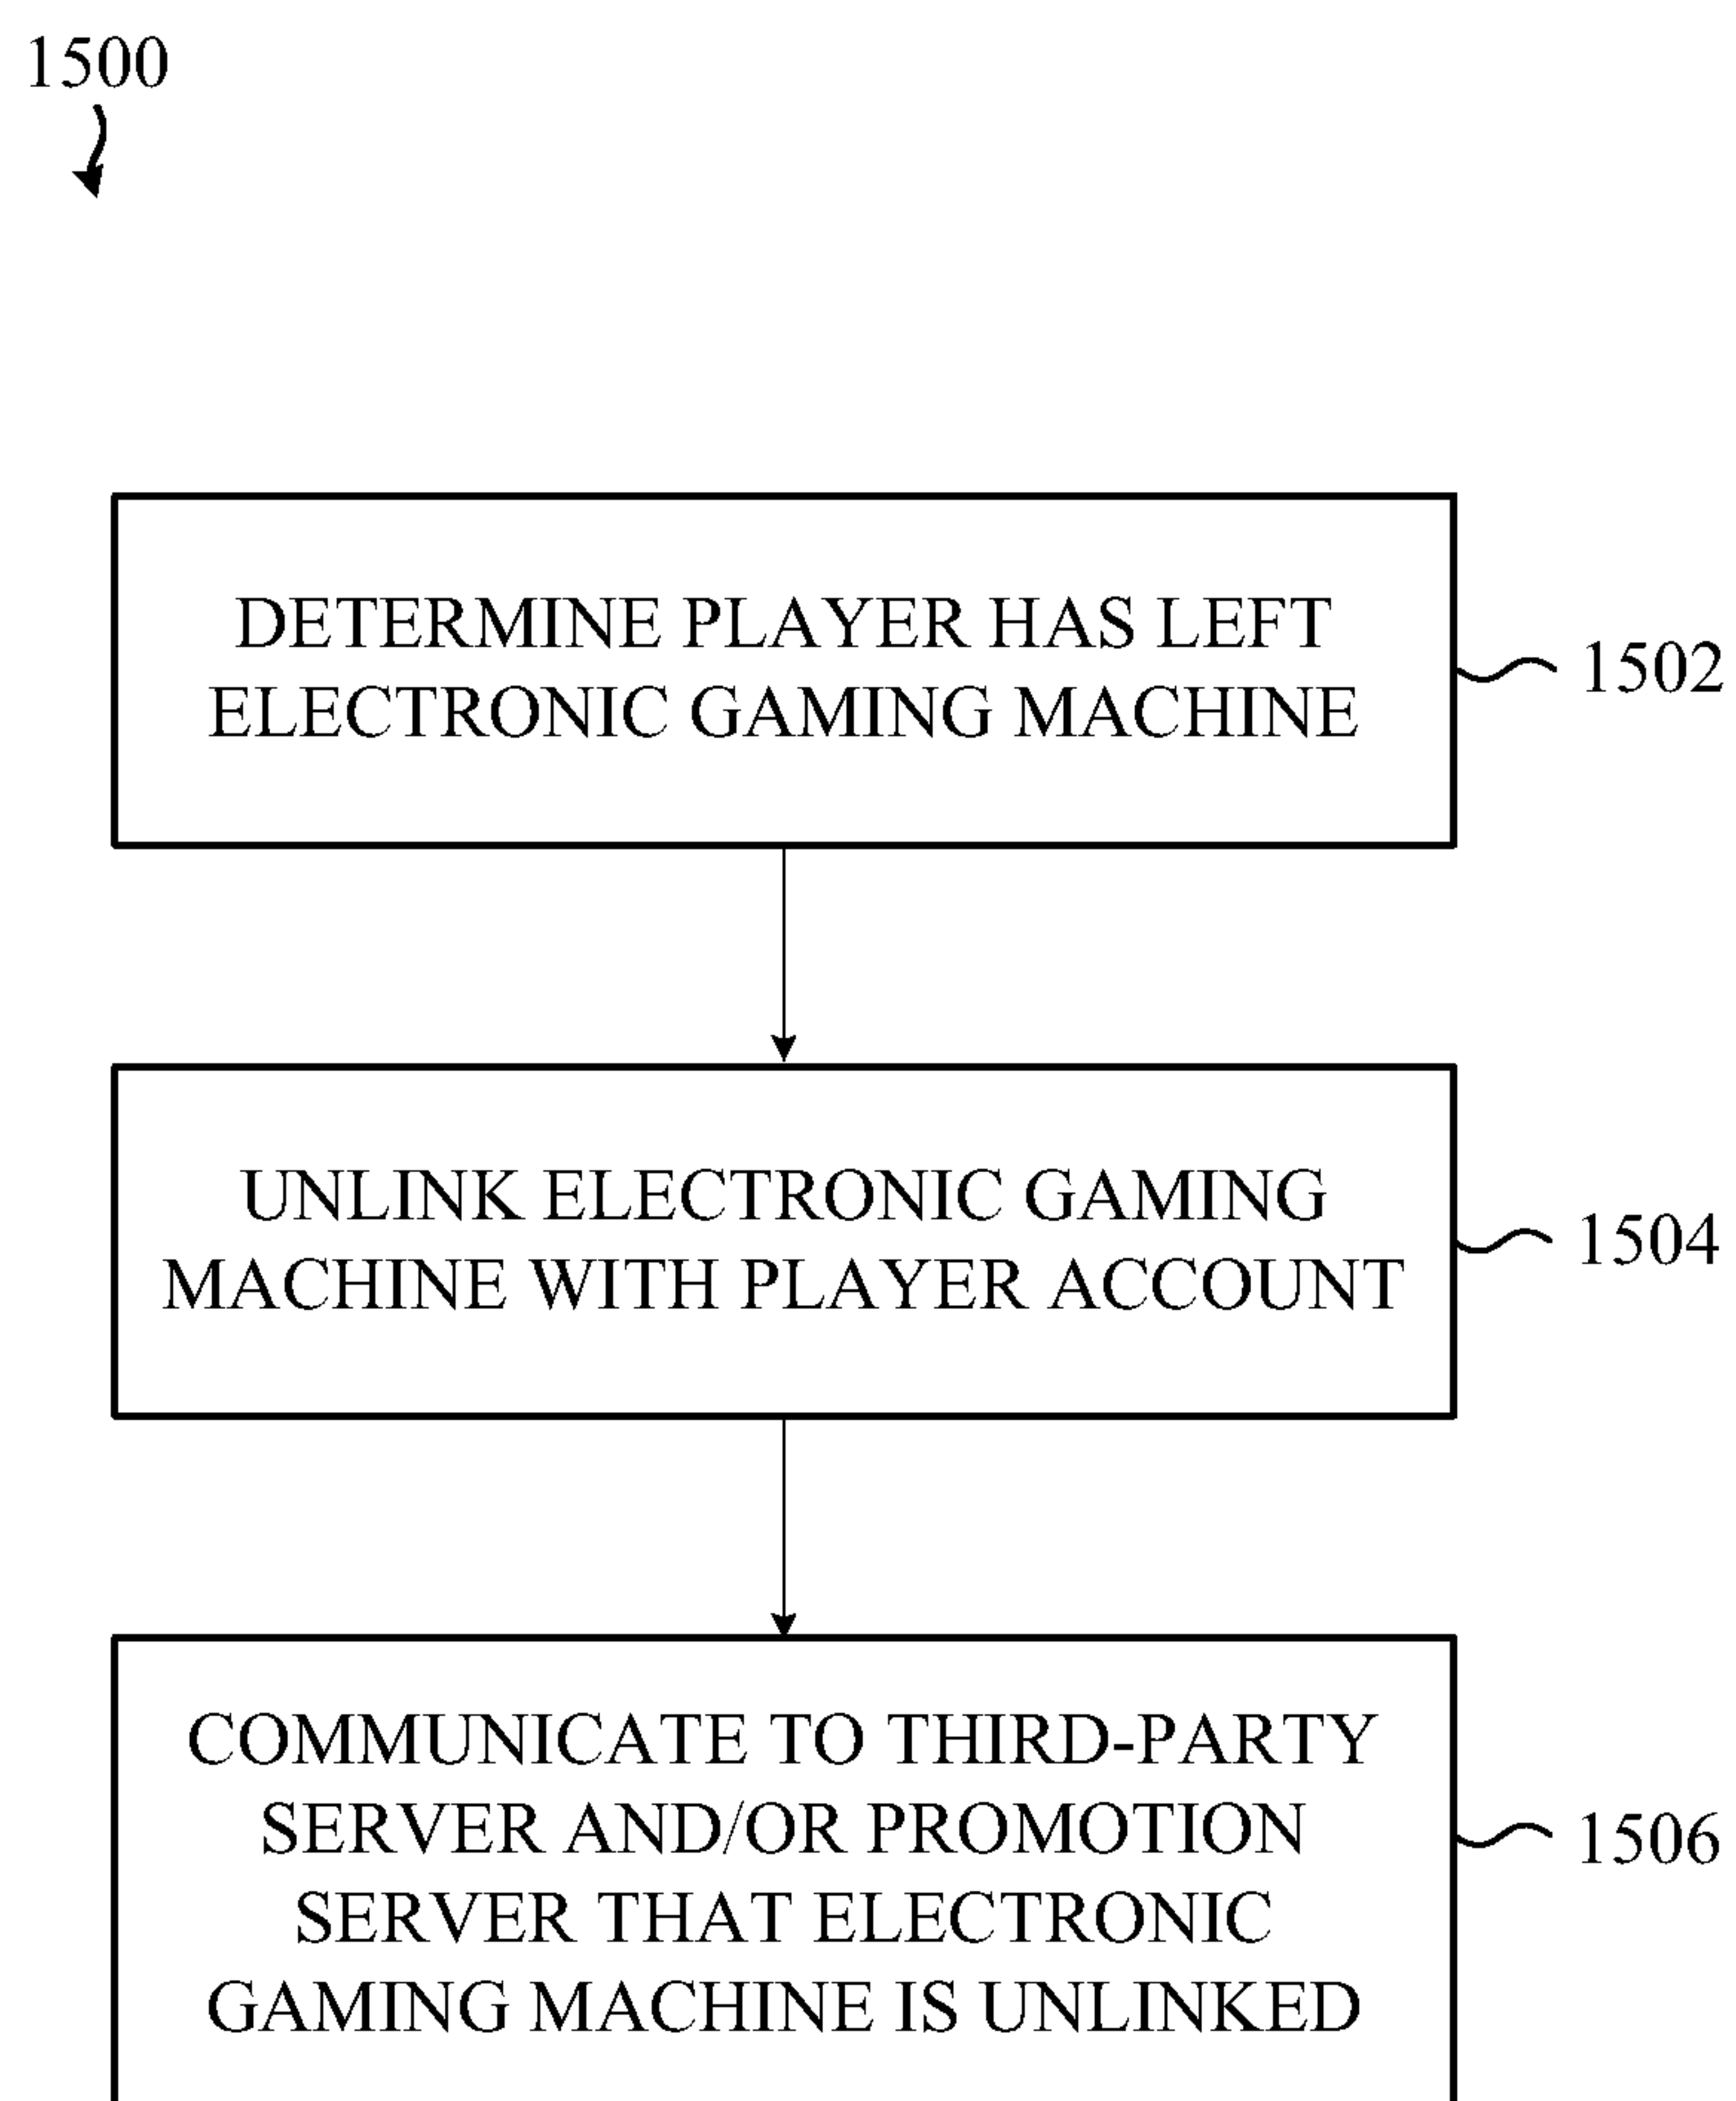 1500
DETERMINE PLAYER HAS LEFT
ELECTRONIC GAMING MACHINE
1502
UNLINK ELECTRONIC GAMING
MACHINE WITH PLAYER ACCOUNT
1504
COMMUNICATE TO THIRD-PARTY
SERVER AND/OR PROMOTION
SERVER THAT ELECTRONIC
GAMING MACHINE IS UNLINKED
1506